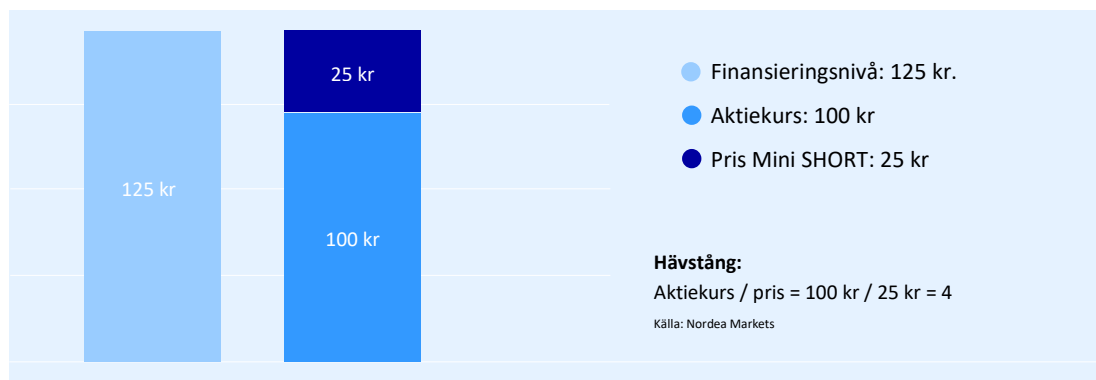 125 kr
25 kr
100 kr
Finansieringsnivå: 125 kr.
Aktiekurs: 100 kr
Pris Mini SHORT: 25 kr
Hävstång:
Aktiekurs / pris = 100 kr / 25 kr = 4
Källa: Nordea Markets